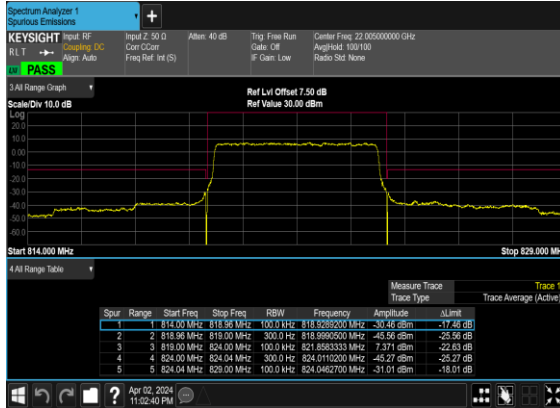 Spectrum Analyzer 1
Spurious Emissions
+
KEYSIGHT Input: RF Input Z: 50 Ω Atten: 40 dB Trig: Free Run Center Freq: 22.005000000 GHz
RLT Coupling: DC Corr CCorr Gate: Off Avg|Hold: 100/100
Align: Auto Freq Ref: Int (S) IF Gain: Low Radio Std: None
PASS
3 All Range Graph
Ref Lvl Offset 7.50 dB
Scale/Div 10.0 dB Ref Value 30.00 dBm
Log
20.0
10.0
0.00
-10.0
-20.0
-30.0
-40.0
-50.0
-60.0
Start 814.000 MHz Stop 829.000 MH
4 All Range Table
Measure Trace Trace 1
Trace Type Trace Average (Active)
Spur Range Start Freq Stop Freq RBW Frequency Amplitude ΔLimit
1 1 814.00 MHz 818.96 MHz 100.0 kHz 818.9289200 MHz -30.46 dBm -17.46 dB
2 2 818.96 MHz 819.00 MHz 300.0 Hz 818.9990500 MHz -45.56 dBm -25.56 dB
3 3 819.00 MHz 824.00 MHz 100.0 kHz 821.8583333 MHz 7.371 dBm -22.63 dB
4 4 824.00 MHz 824.04 MHz 300.0 Hz 824.0110200 MHz -45.27 dBm -25.27 dB
5 5 824.04 MHz 829.00 MHz 100.0 kHz 824.0462700 MHz -31.01 dBm -18.01 dB
? Apr 02, 2024
11:02:40 PM